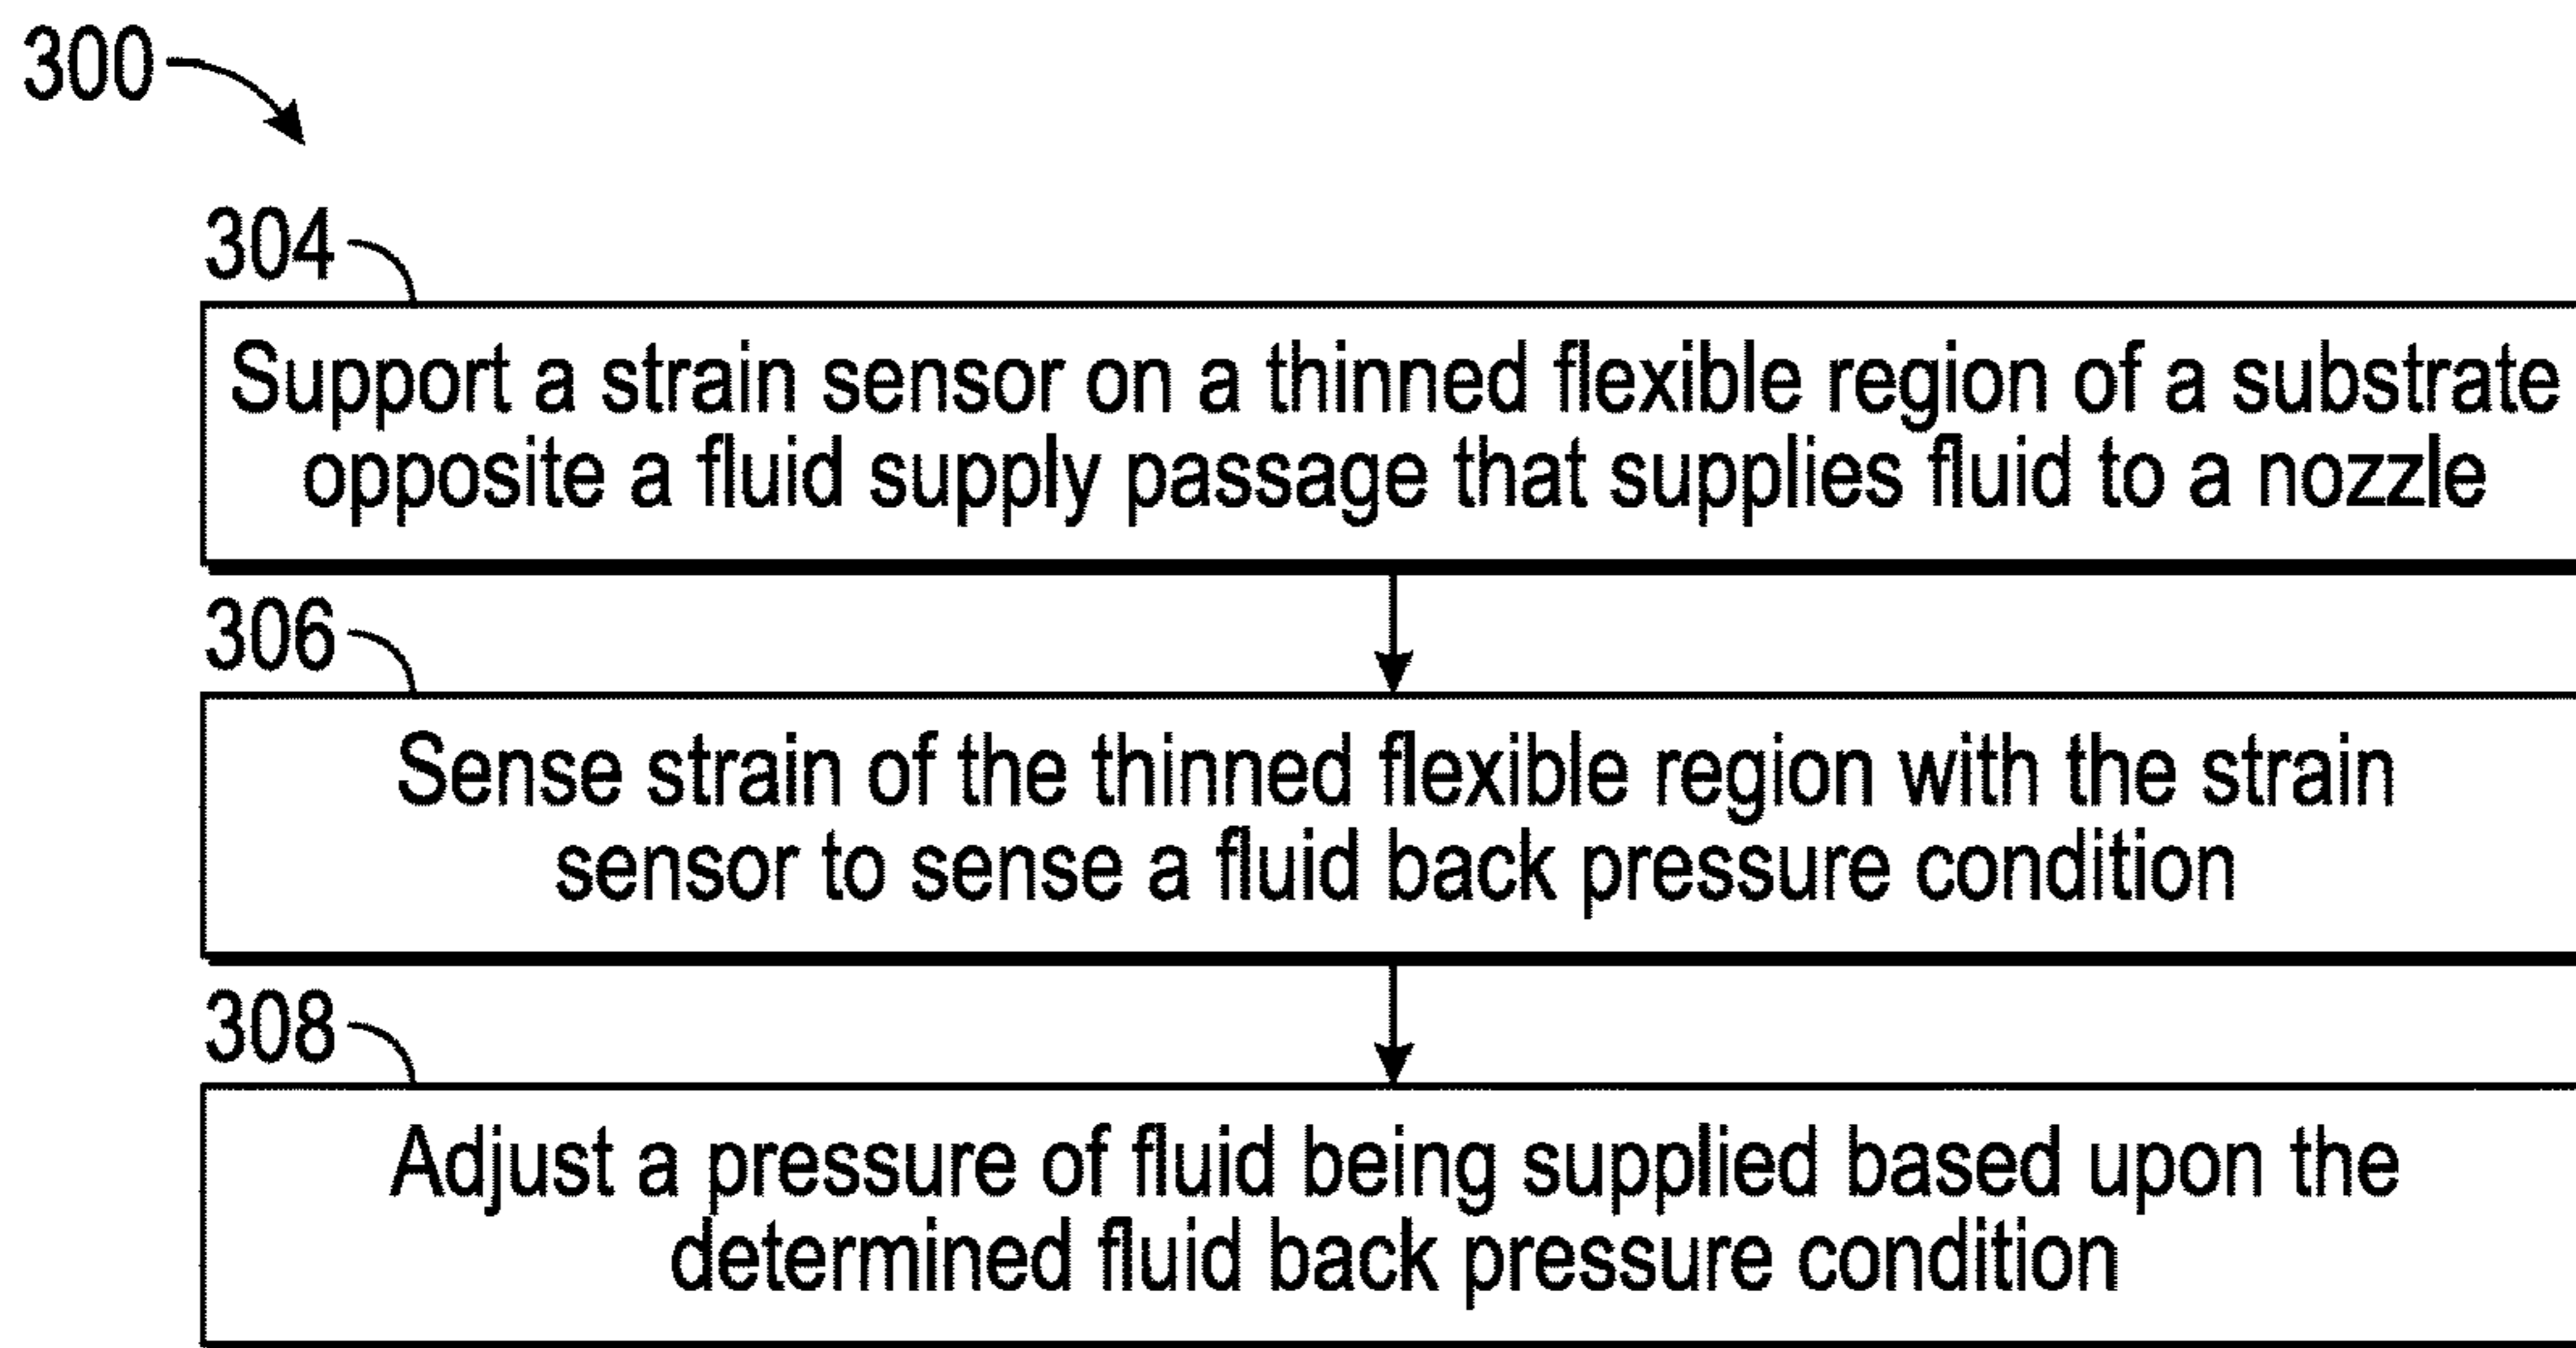 300
304
Support a strain sensor on a thinned flexible region of a substrate
opposite a fluid supply passage that supplies fluid to a nozzle
306
Sense strain of the thinned flexible region with the strain
sensor to sense a fluid back pressure condition
308
Adjust a pressure of fluid being supplied based upon the
determined fluid back pressure condition